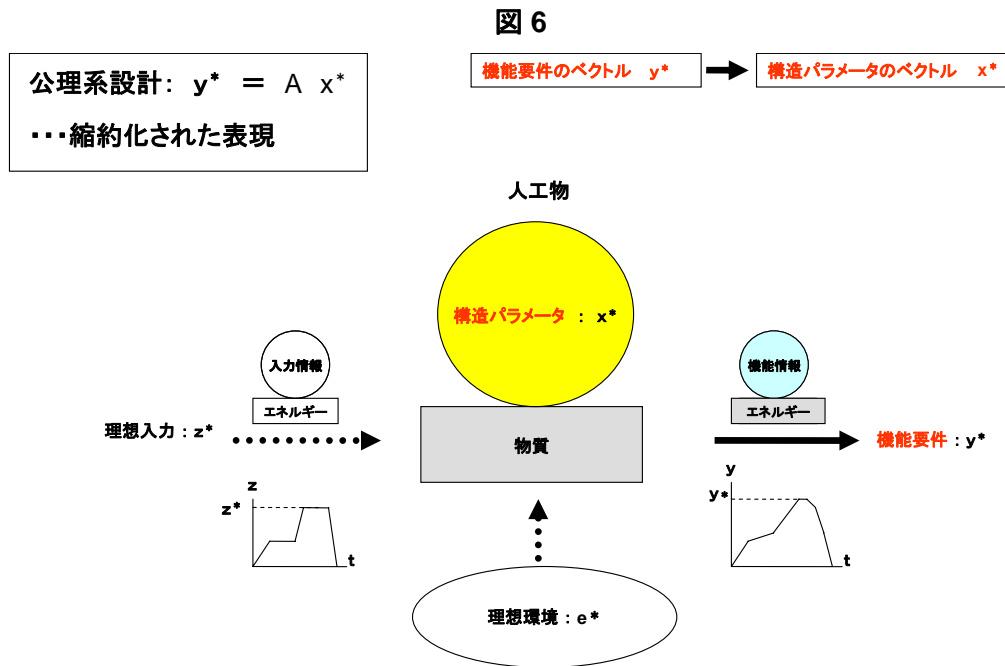 図 6
公理系設計： y* ＝ A x*
・・・縮約化された表現
機能要件のベクトル y*
構造パラメータのベクトル x*
人工物
構造パラメータ ： x*
入力情報
エネルギー
機能情報
エネルギー
理想入力：z*
物質
機能要件：y*
z
z*
t
y
y*
t
理想環境：e*